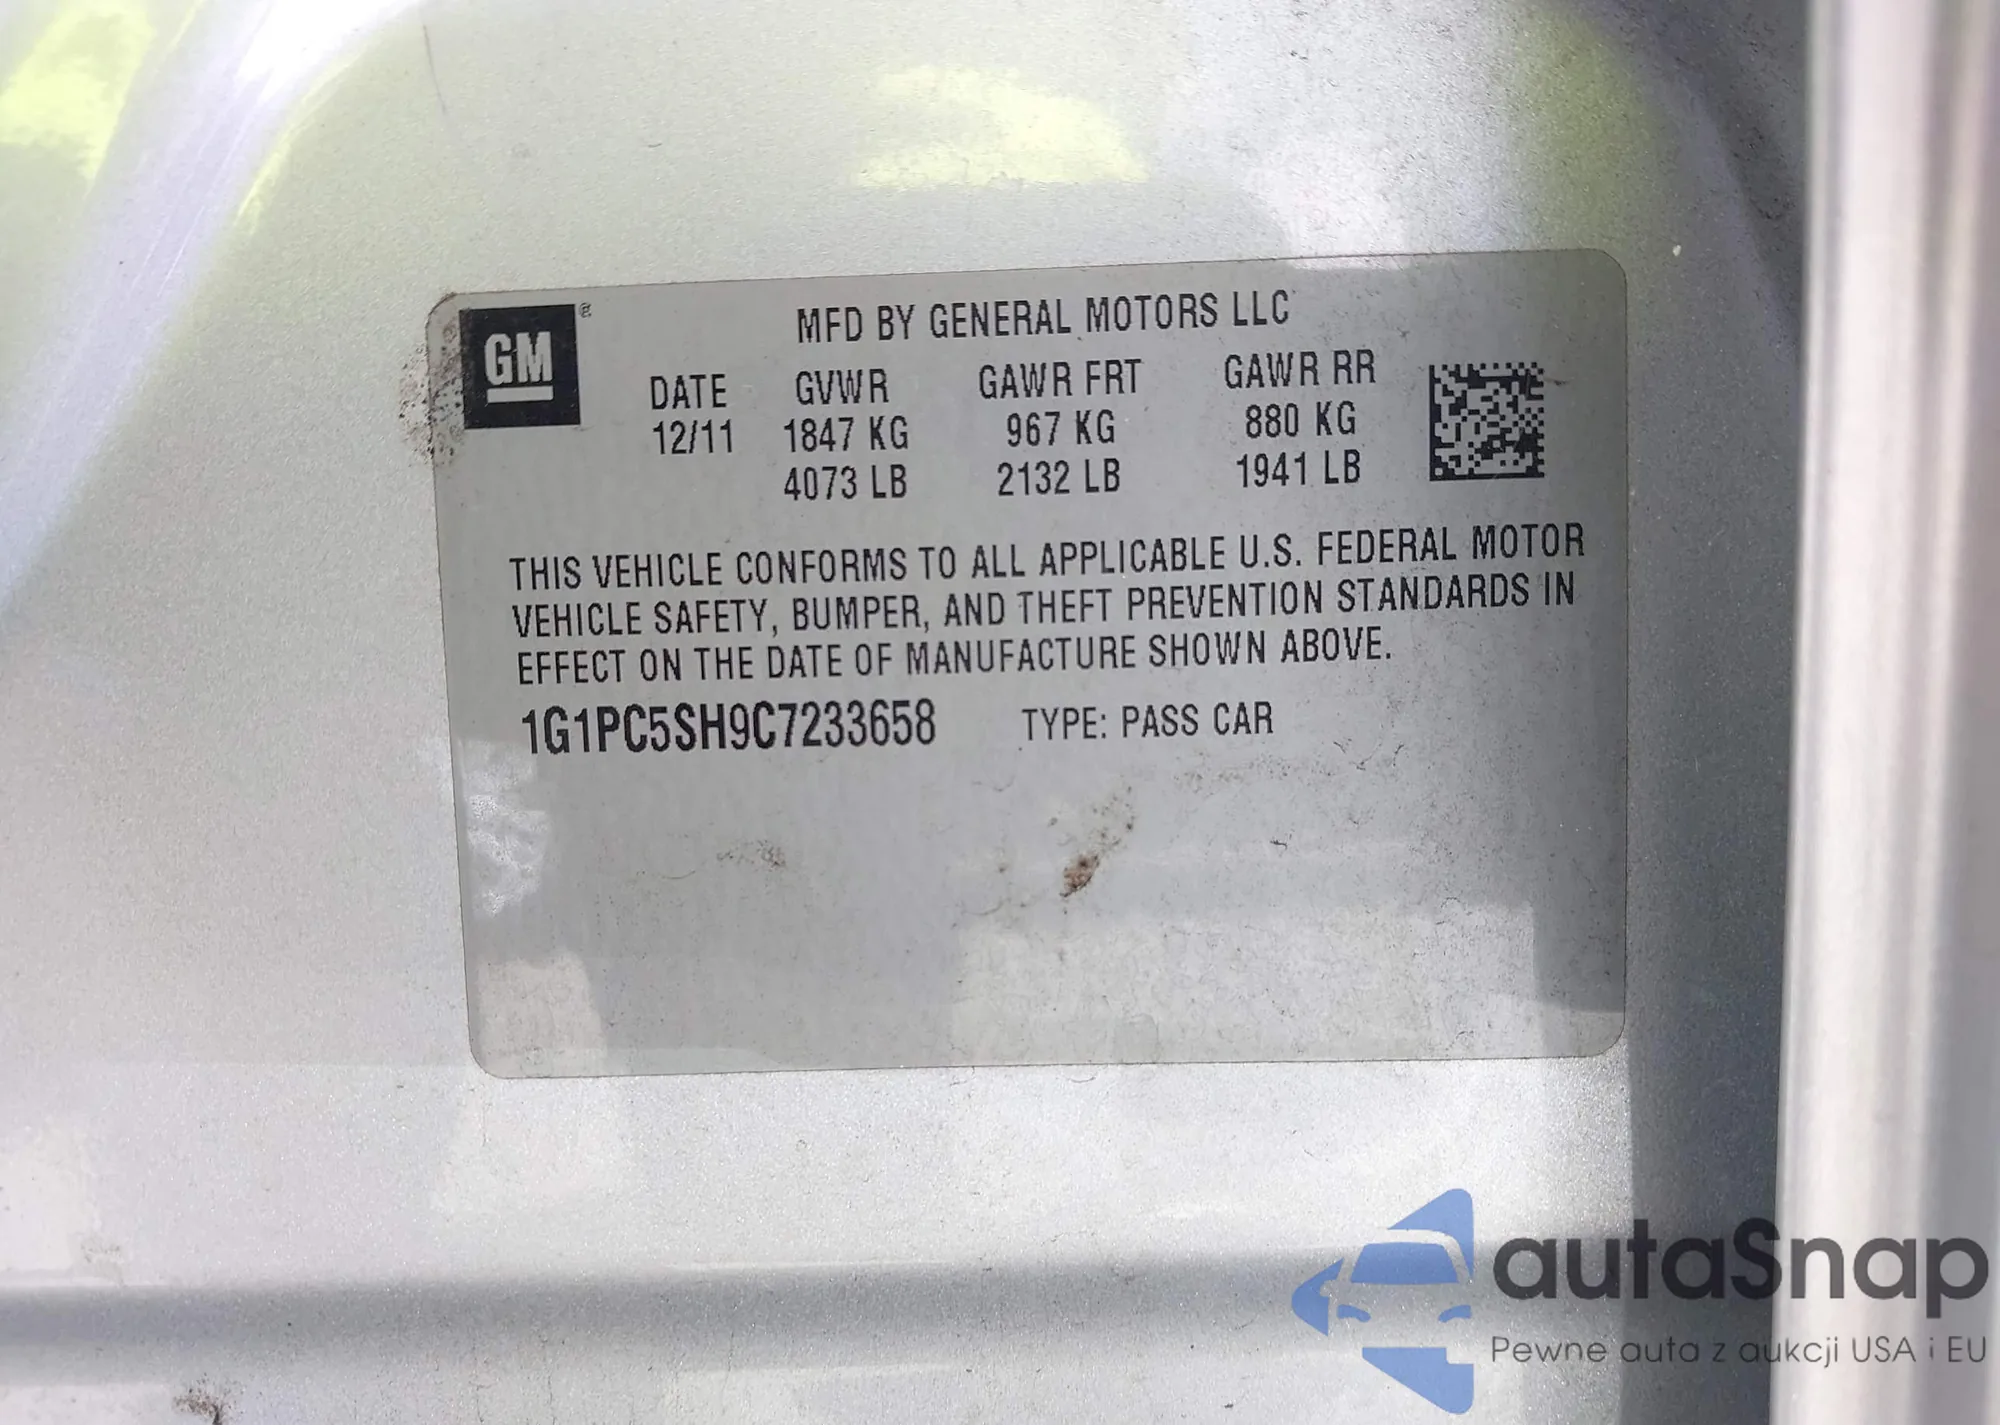 GM ®
MFD BY GENERAL MOTORS LLC
DATE GVWR GAWR FRT GAWR RR
12/11 1847 KG 967 KG 880 KG
4073 LB 2132 LB 1941 LB
THIS VEHICLE CONFORMS TO ALL APPLICABLE U.S. FEDERAL MOTOR
VEHICLE SAFETY, BUMPER, AND THEFT PREVENTION STANDARDS IN
EFFECT ON THE DATE OF MANUFACTURE SHOWN ABOVE.
1G1PC5SH9C7233658 TYPE: PASS CAR
autaSnap
Pewne auta z aukcji USA i EU